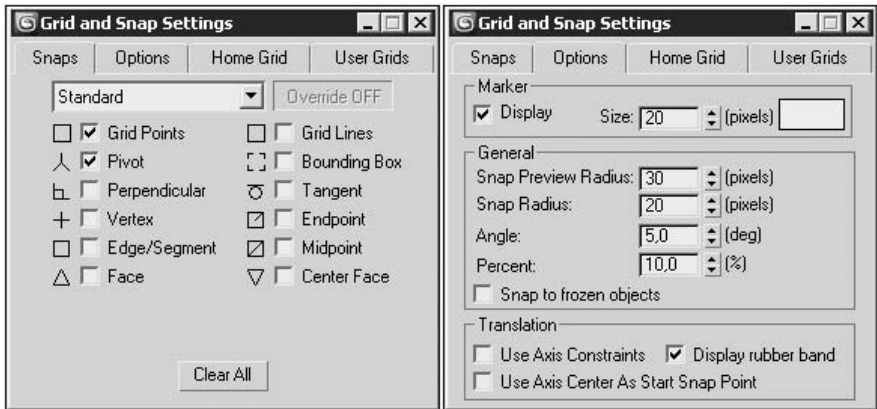 Grid and Snap Settings
Snaps Options Home Grid User Grids
Standard Override OFF
Grid Points Grid Lines
Pivot Bounding Box
Perpendicular Tangent
Vertex Endpoint
Edge/Segment Midpoint
Face Center Face
Clear All
Grid and Snap Settings
Snaps Options Home Grid User Grids
Marker
Display Size: 20 (pixels)
General
Snap Preview Radius: 30 (pixels)
Snap Radius: 20 (pixels)
Angle: 5,0 (deg)
Percent: 10,0 (%)
Snap to frozen objects
Translation
Use Axis Constraints Display rubber band
Use Axis Center As Start Snap Point